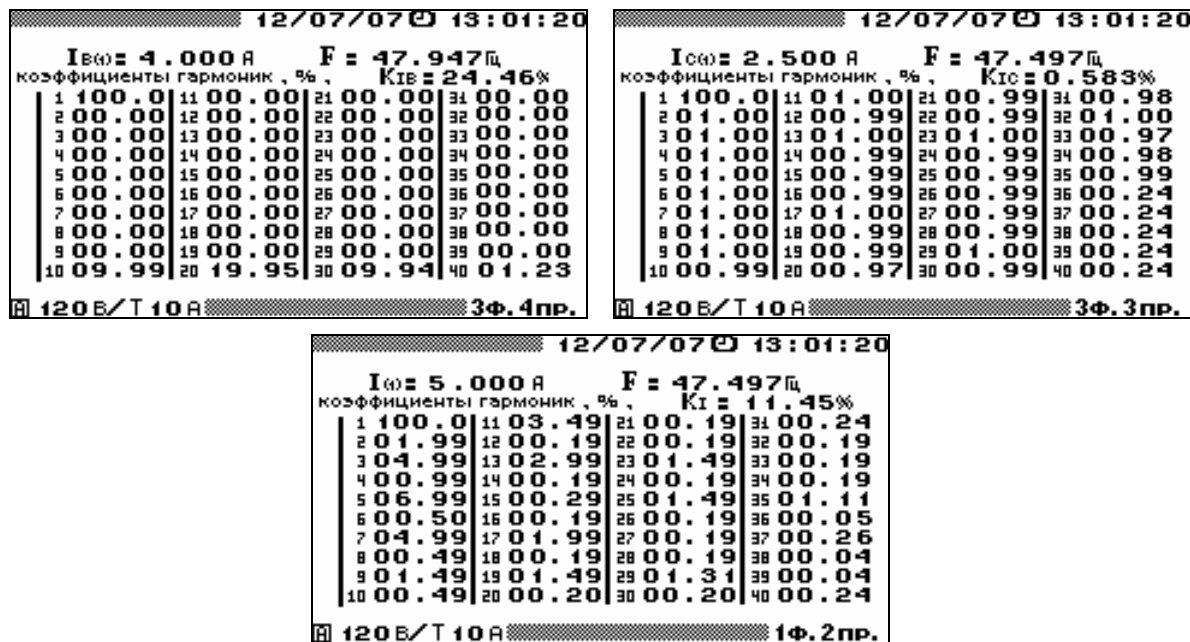 12/07/07 13:01:20
IB(1)= 4.000 А F = 47.947Гц
коэффициенты гармоник , % , KIB = 24.46%
1 100.0 11 00.00 21 00.00 31 00.00
2 00.00 12 00.00 22 00.00 32 00.00
3 00.00 13 00.00 23 00.00 33 00.00
4 00.00 14 00.00 24 00.00 34 00.00
5 00.00 15 00.00 25 00.00 35 00.00
6 00.00 16 00.00 26 00.00 36 00.00
7 00.00 17 00.00 27 00.00 37 00.00
8 00.00 18 00.00 28 00.00 38 00.00
9 00.00 19 00.00 29 00.00 39 00.00
10 09.99 20 19.95 30 09.94 40 01.23
А 120В/Т10А 3ф.4пр.
12/07/07 13:01:20
IC(1)= 2.500 А F = 47.497Гц
коэффициенты гармоник , % , KIC = 0.583%
1 100.0 11 01.00 21 00.99 31 00.98
2 01.00 12 00.99 22 00.99 32 01.00
3 01.00 13 01.00 23 01.00 33 00.97
4 01.00 14 00.99 24 00.99 34 00.98
5 01.00 15 00.99 25 00.99 35 00.99
6 01.00 16 00.99 26 00.99 36 00.24
7 01.00 17 01.00 27 00.99 37 00.24
8 01.00 18 00.99 28 00.99 38 00.24
9 01.00 19 00.99 29 01.00 39 00.24
10 00.99 20 00.97 30 00.99 40 00.24
А 120В/Т10А 3ф.3пр.
12/07/07 13:01:20
I(1)= 5.000 А F = 47.497Гц
коэффициенты гармоник , % , KI = 11.45%
1 100.0 11 03.49 21 00.19 31 00.24
2 01.99 12 00.19 22 00.19 32 00.19
3 04.99 13 02.99 23 01.49 33 00.19
4 00.99 14 00.19 24 00.19 34 00.19
5 06.99 15 00.29 25 01.49 35 01.11
6 00.50 16 00.19 26 00.19 36 00.05
7 04.99 17 01.99 27 00.19 37 00.26
8 00.49 18 00.19 28 00.19 38 00.04
9 01.49 19 01.49 29 01.31 39 00.04
10 00.49 20 00.20 30 00.20 40 00.24
А 120В/Т10А 1ф.2пр.